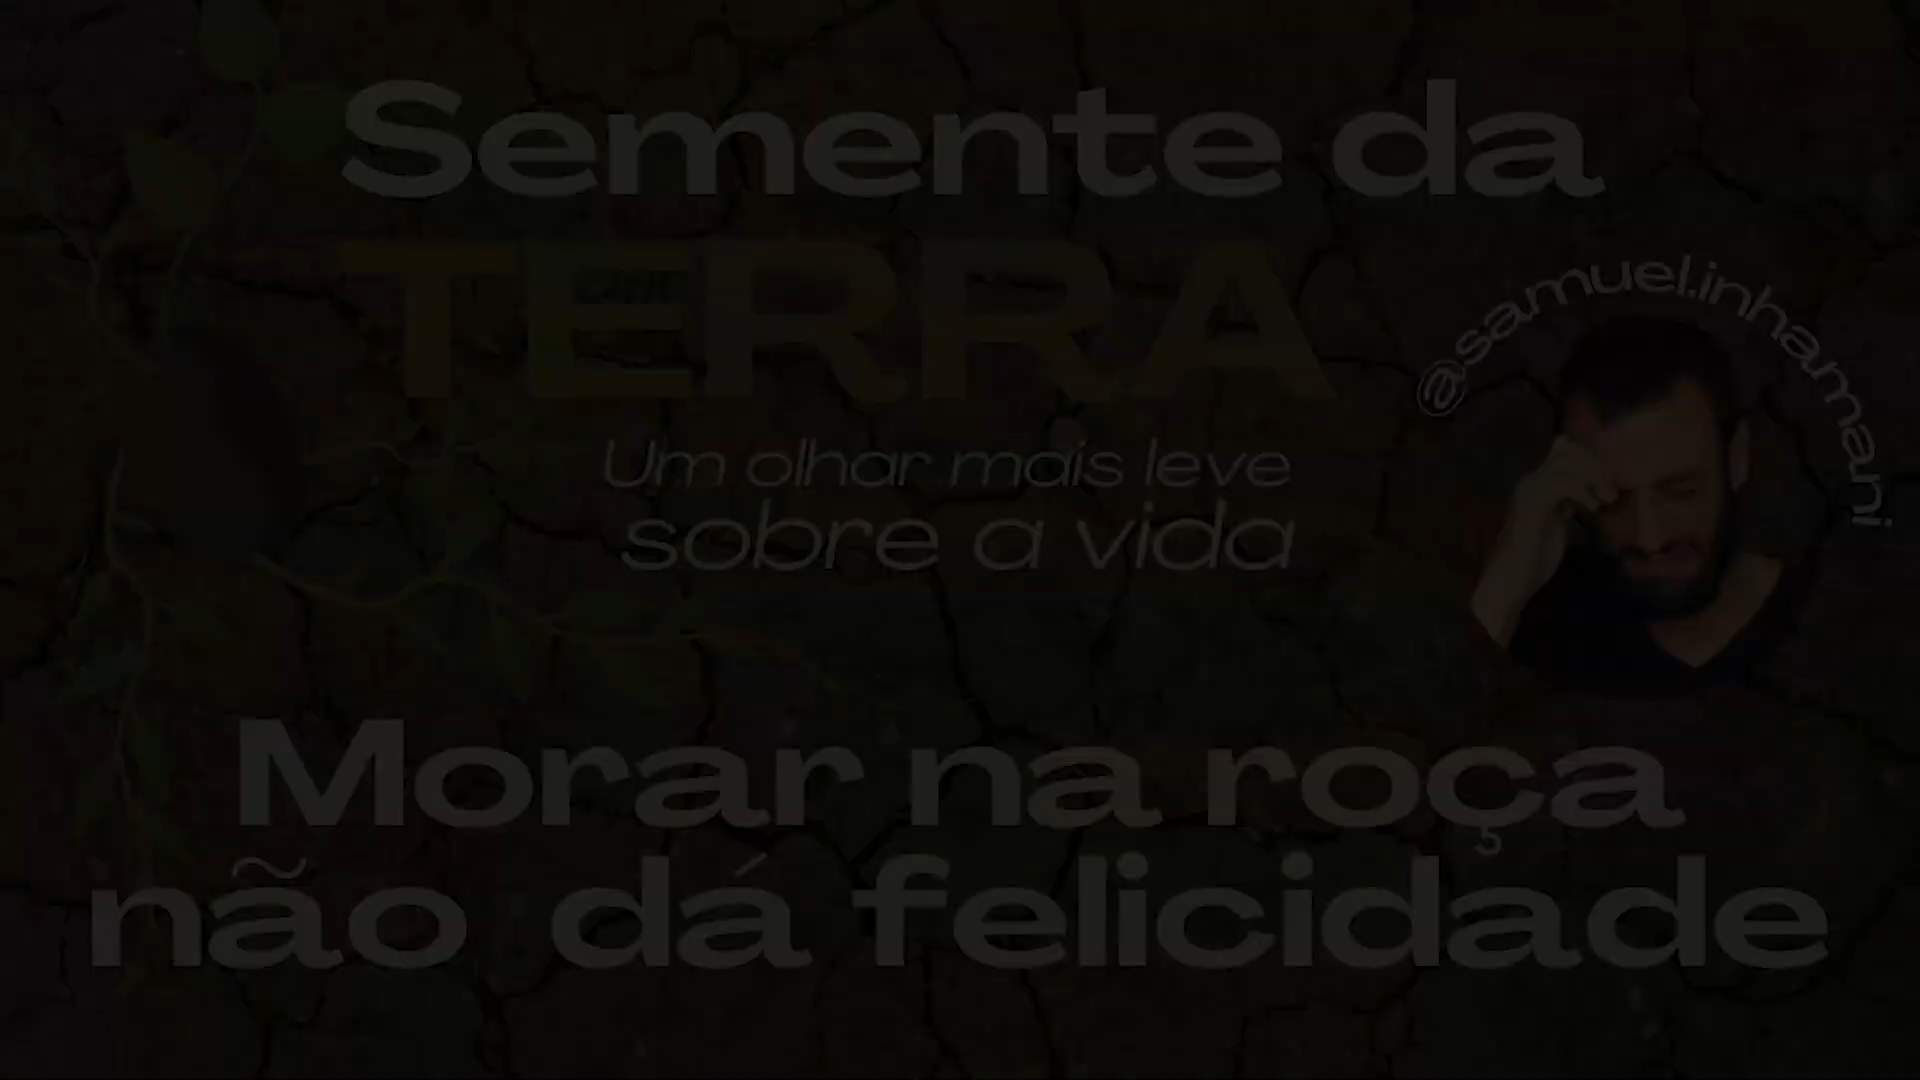 Semente da
TERRA
Um olhar mais leve
sobre a vida
@samuel.inhamani
Morar na roça
não dá felicidade